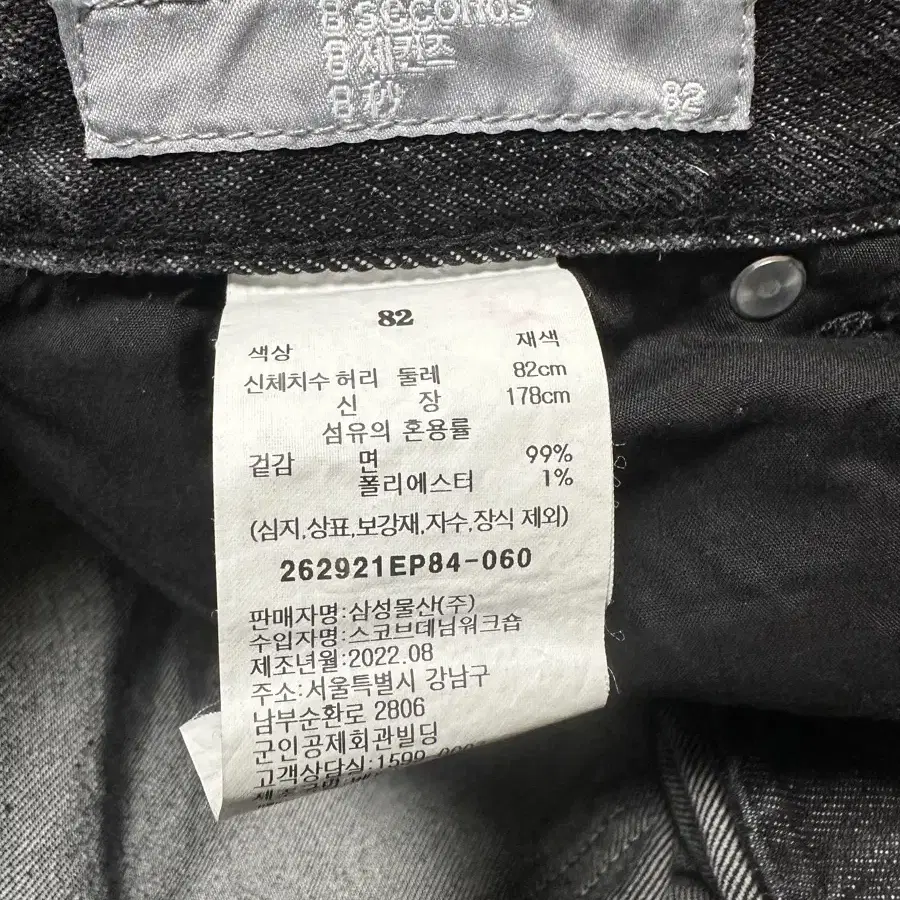 8 seconds
8 세컨즈
8 秒
82
82
색상 재색
신체치수 허리 둘레 82cm
신 장 178cm
섬유의 혼용률
겉감 면 99%
폴리에스터 1%
(심지,상표,보강재,자수,장식 제외)
262921EP84-060
판매자명:삼성물산(주)
수입자명:스코브데님워크숍
제조년월:2022.08
주소:서울특별시 강남구
남부순환로 2806
군인공제회관빌딩
고객상담실:1599